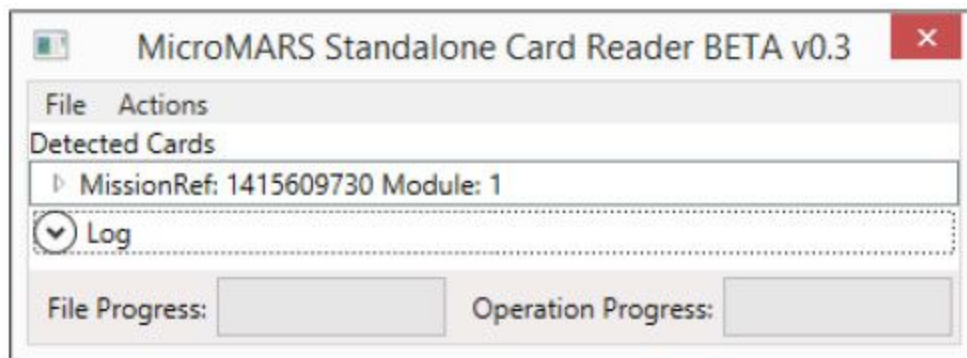 MicroMARS Standalone Card Reader BETA v0.3
File Actions
Detected Cards
MissionRef: 1415609730 Module: 1
Log
File Progress: Operation Progress: